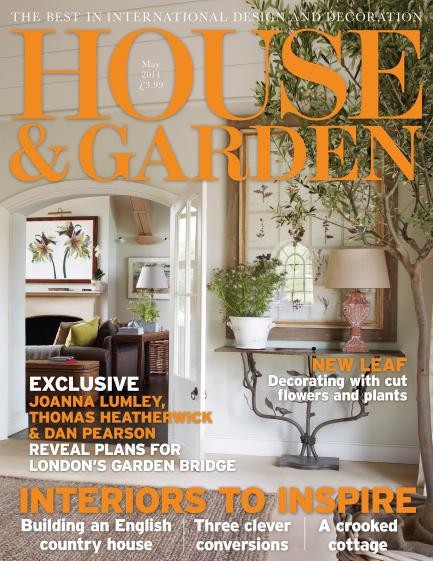 THE BEST IN INTERNATIONAL DESIGN AND DECORATION
HOUSE
May
2014
£3.99
& GARDEN
NEW LEAF
Decorating with cut
flowers and plants
EXCLUSIVE
JOANNA LUMLEY,
THOMAS HEATHERWICK
& DAN PEARSON
REVEAL PLANS FOR
LONDON'S GARDEN BRIDGE
INTERIORS TO INSPIRE
Building an English
country house
Three clever
conversions
A crooked
cottage